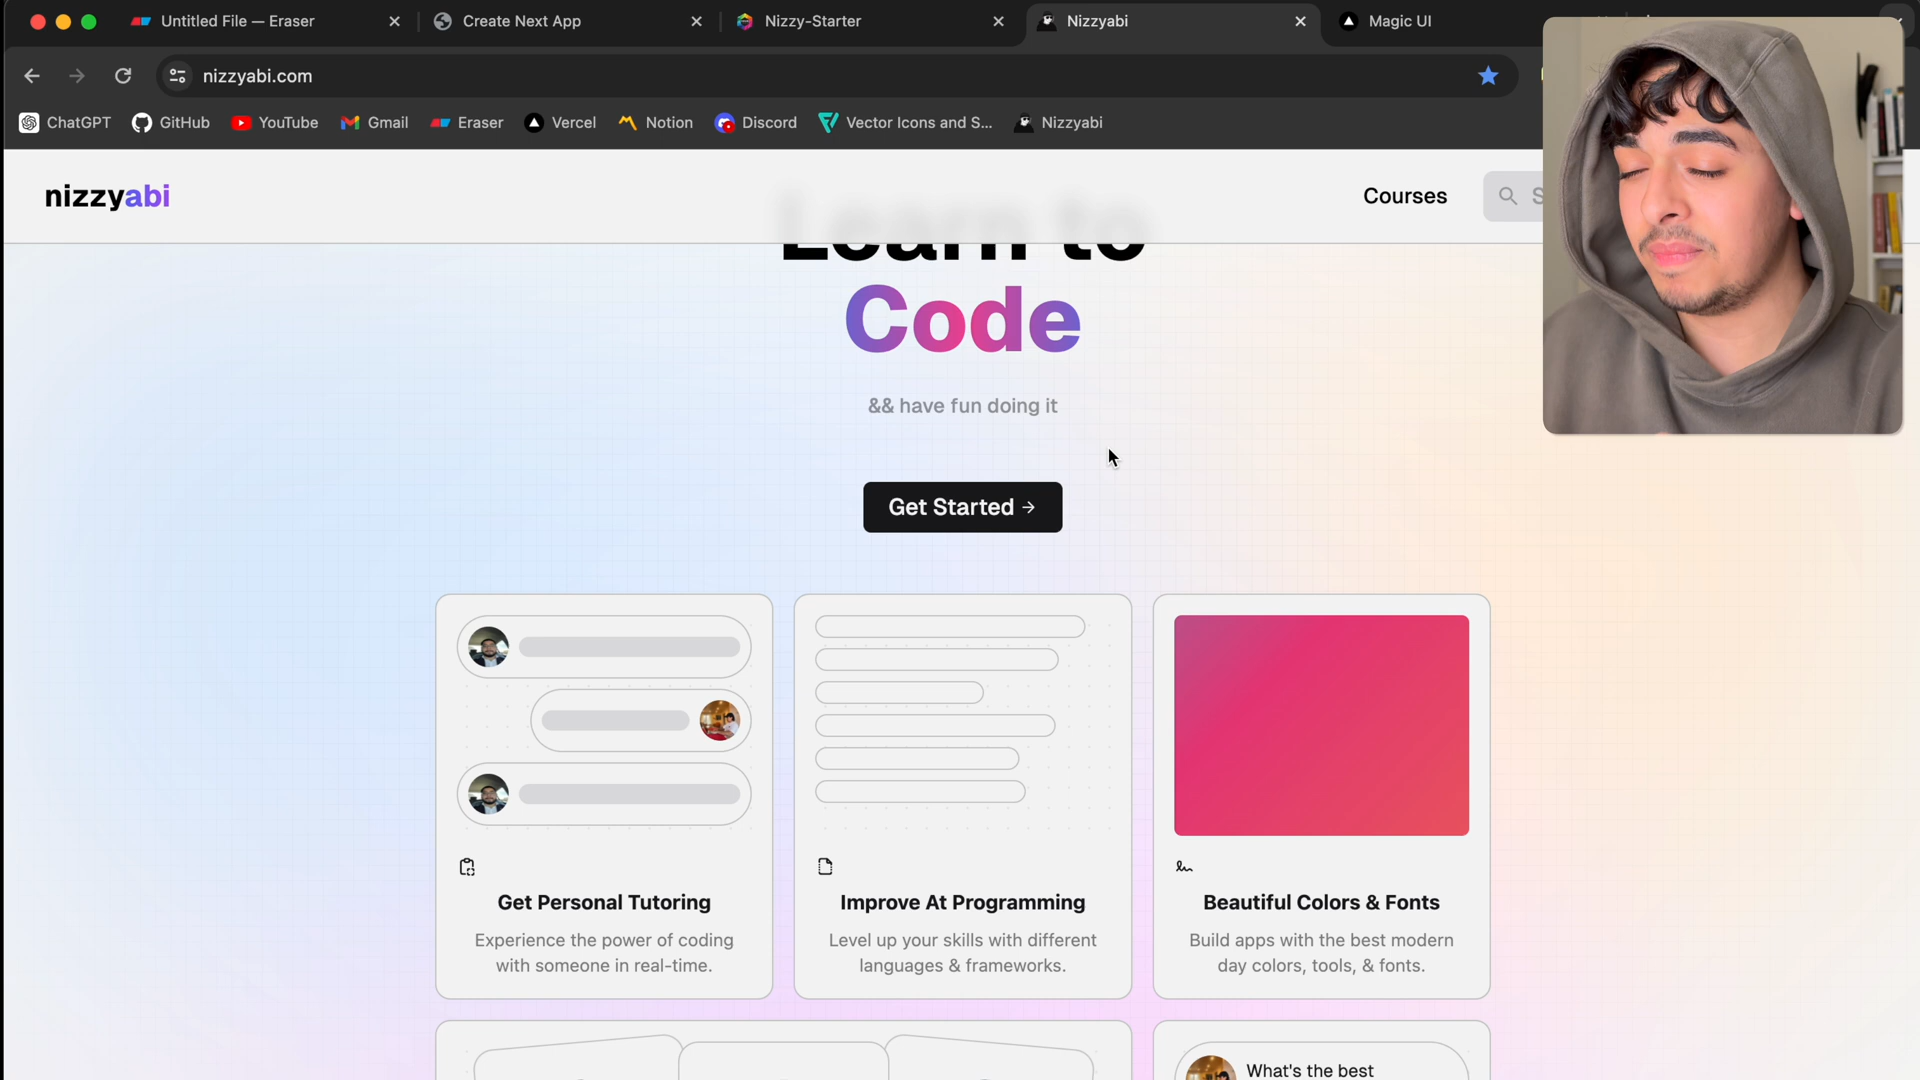 Untitled File — Eraser
Create Next App
Nizzy-Starter
Nizzyabi
Magic UI
nizzyabi.com
ChatGPT
GitHub
YouTube
Gmail
Eraser
Vercel
Notion
Discord
Vector Icons and S...
Nizzyabi
nizzyabi
Courses
Learn to
Code
&& have fun doing it
Get Started →
Get Personal Tutoring
Experience the power of coding
with someone in real-time.
Improve At Programming
Level up your skills with different
languages & frameworks.
Beautiful Colors & Fonts
Build apps with the best modern
day colors, tools, & fonts.
What's the best